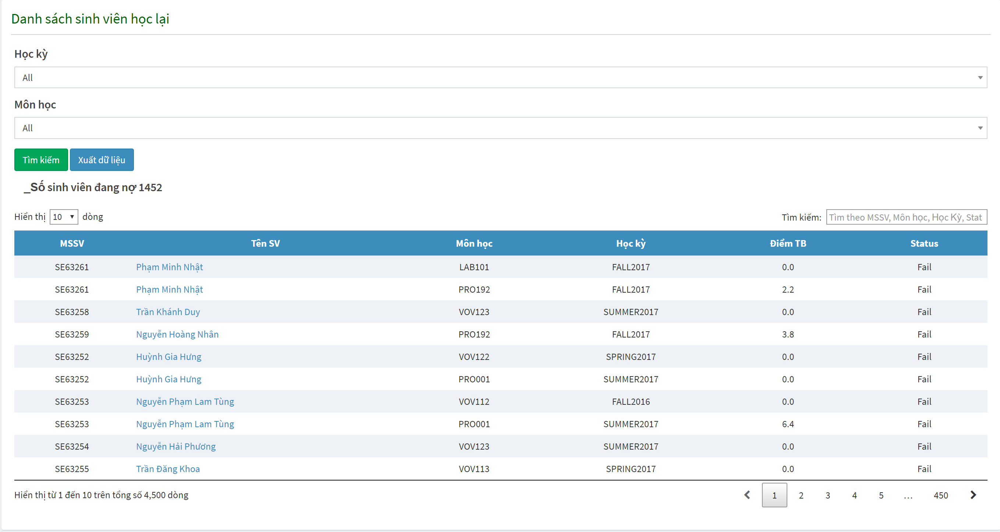 Danh sách sinh viên học lại
Học kỳ
All
Môn học
All
Tìm kiếm Xuất dữ liệu
_Số sinh viên đang nợ 1452
Hiển thị 10 dòng Tìm kiếm: Tìm theo MSSV, Môn học, Học Kỳ, Stat
MSSV Tên SV Môn học Học kỳ Điểm TB Status
SE63261 Phạm Minh Nhật LAB101 FALL2017 0.0 Fail
SE63261 Phạm Minh Nhật PRO192 FALL2017 2.2 Fail
SE63258 Trần Khánh Duy VOV123 SUMMER2017 0.0 Fail
SE63259 Nguyễn Hoàng Nhân PRO192 FALL2017 3.8 Fail
SE63252 Huỳnh Gia Hưng VOV122 SPRING2017 0.0 Fail
SE63252 Huỳnh Gia Hưng PRO001 SUMMER2017 0.0 Fail
SE63253 Nguyễn Phạm Lam Tùng VOV112 FALL2016 0.0 Fail
SE63253 Nguyễn Phạm Lam Tùng PRO001 SUMMER2017 6.4 Fail
SE63254 Nguyễn Hải Phương VOV123 SUMMER2017 0.0 Fail
SE63255 Trần Đăng Khoa VOV113 SPRING2017 0.0 Fail
Hiển thị từ 1 đến 10 trên tổng số 4,500 dòng 1 2 3 4 5 ... 450